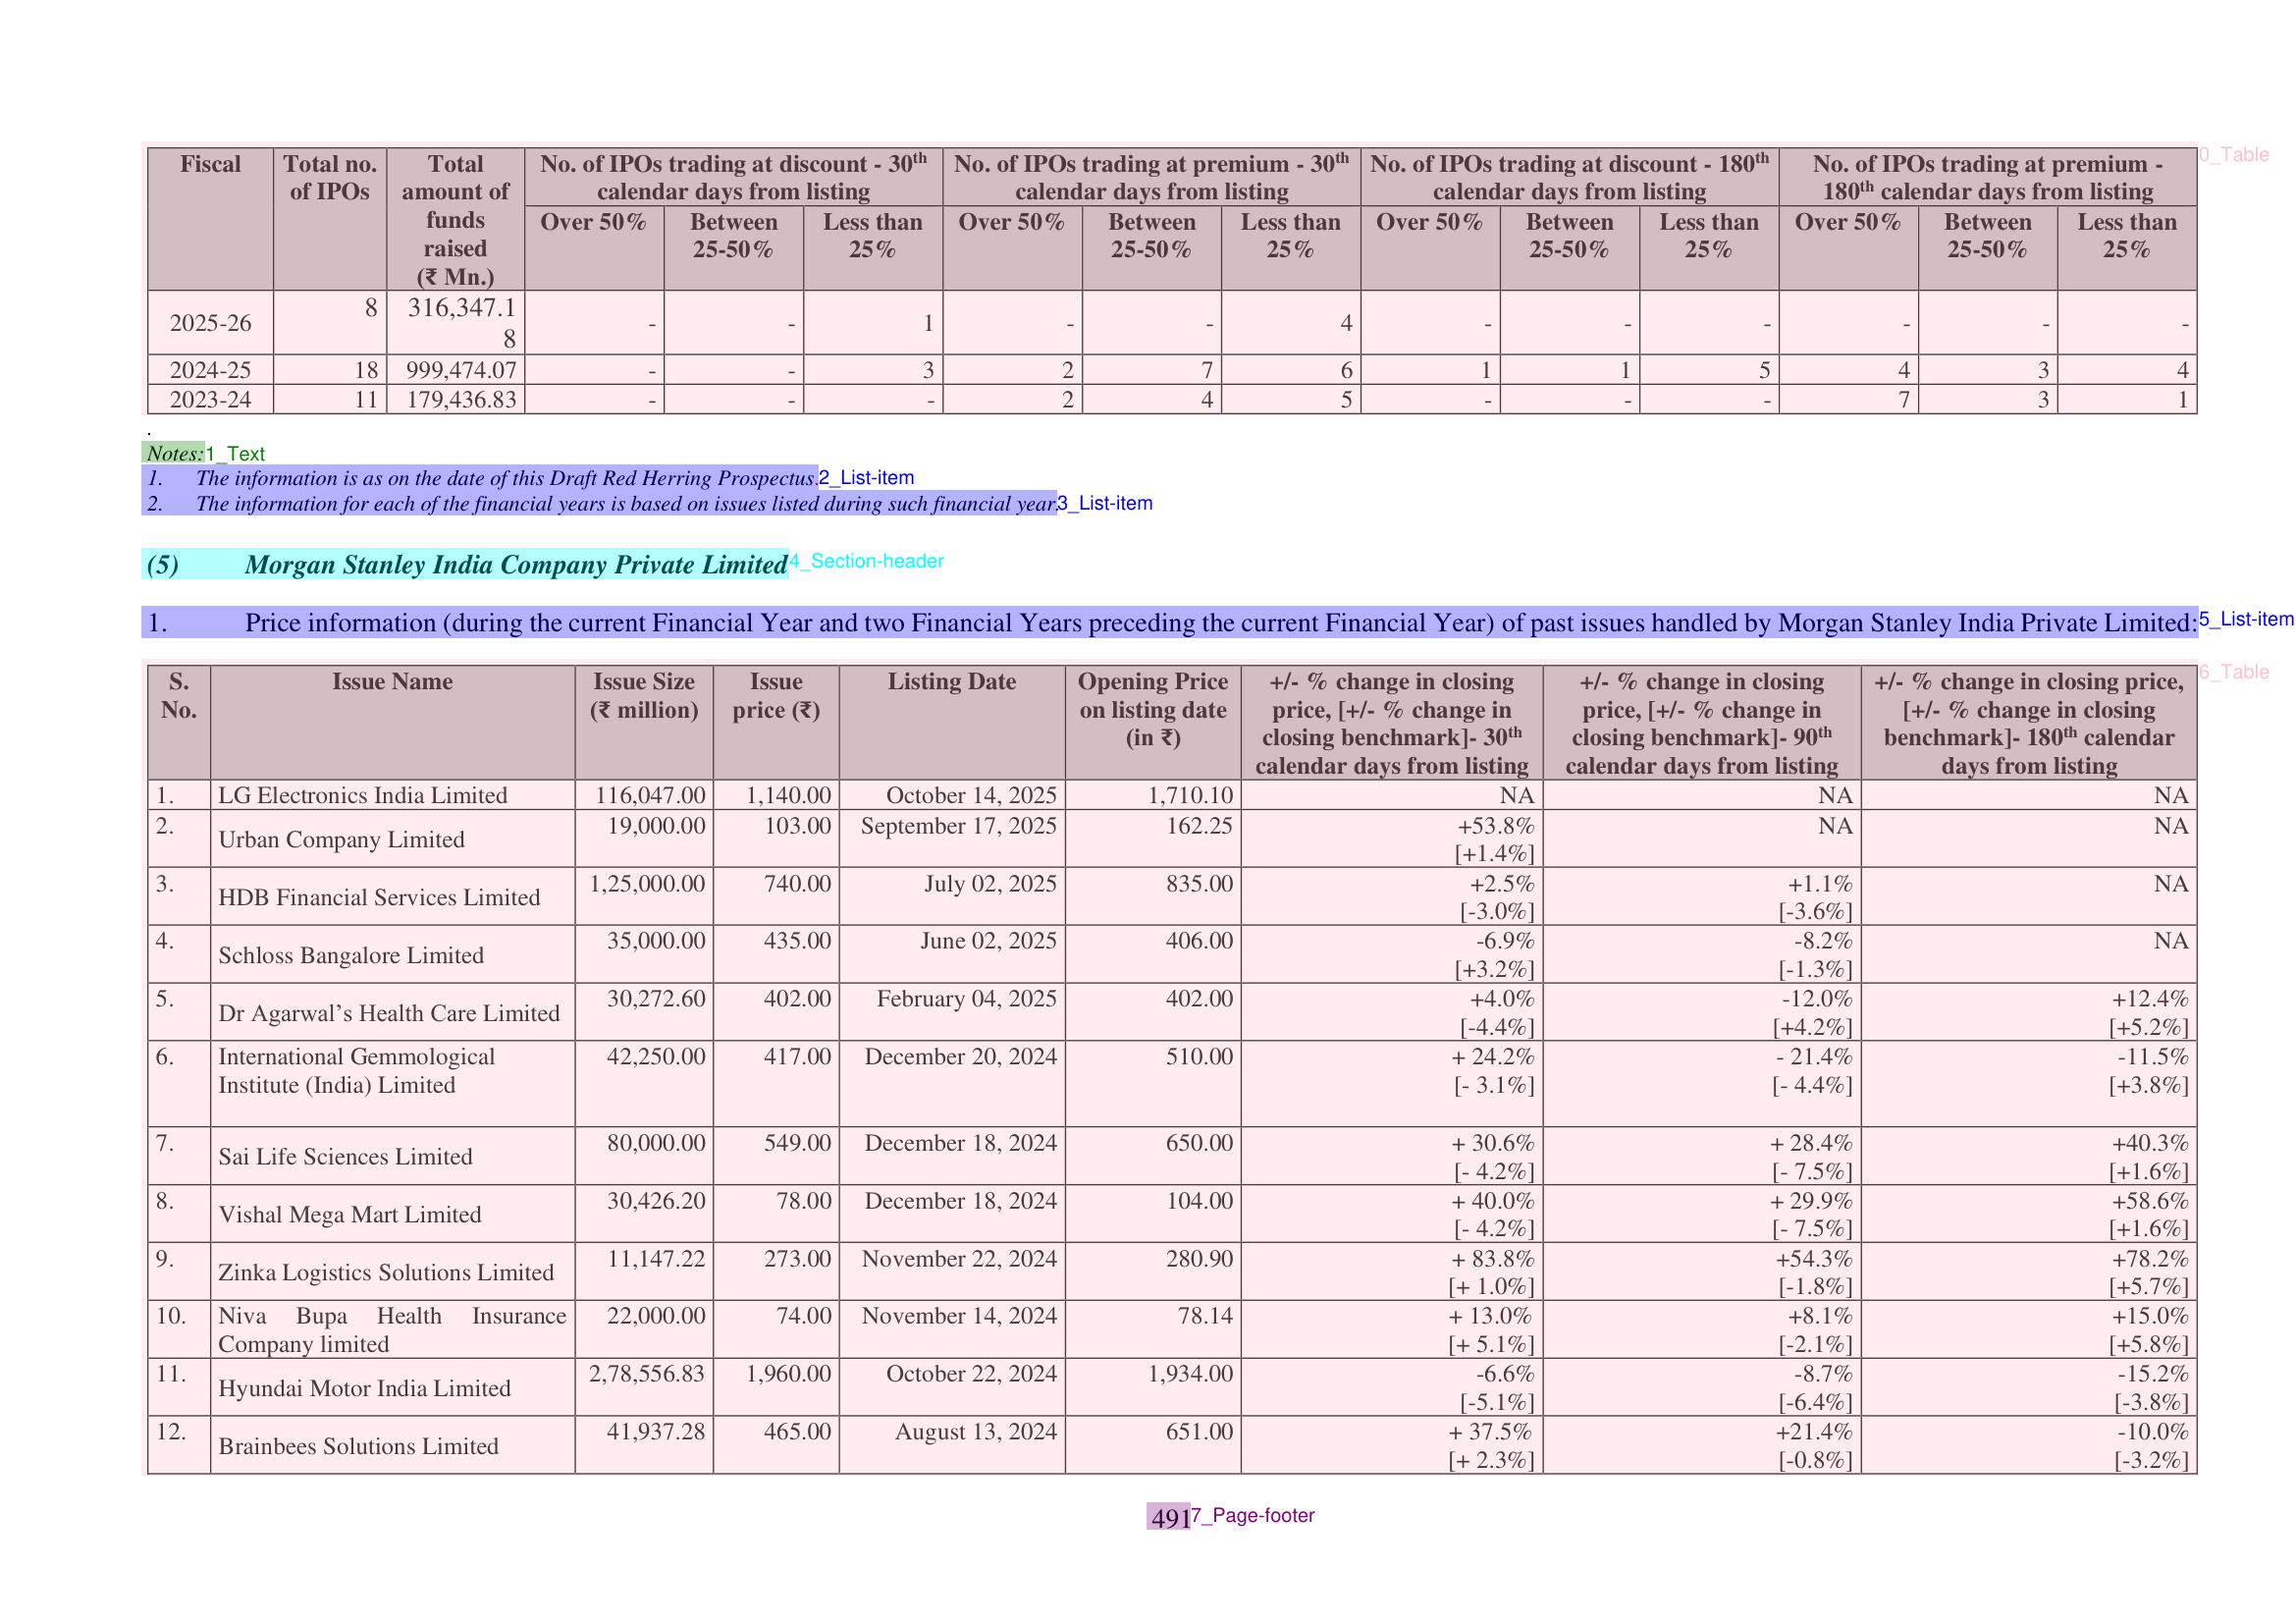 Fiscal Total no. of IPOs Total amount of funds raised (₹ Mn.) No. of IPOs trading at discount - 30th calendar days from listing No. of IPOs trading at premium - 30th calendar days from listing No. of IPOs trading at discount - 180th calendar days from listing No. of IPOs trading at premium - 180th calendar days from listing 0_Table
Over 50% Between 25-50% Less than 25% Over 50% Between 25-50% Less than 25% Over 50% Between 25-50% Less than 25% Over 50% Between 25-50% Less than 25%
2025-26 8 316,347.18 - - 1 - - 4 - - - - - -
2024-25 18 999,474.07 - - 3 2 7 6 1 1 5 4 3 4
2023-24 11 179,436.83 - - - 2 4 5 - - - 7 3 1
.
Notes: 1_Text
1. The information is as on the date of this Draft Red Herring Prospectus. 2_List-item
2. The information for each of the financial years is based on issues listed during such financial year. 3_List-item
(5) Morgan Stanley India Company Private Limited 4_Section-header
1. Price information (during the current Financial Year and two Financial Years preceding the current Financial Year) of past issues handled by Morgan Stanley India Private Limited: 5_List-item
S. No. Issue Name Issue Size (₹ million) Issue price (₹) Listing Date Opening Price on listing date (in ₹) +/- % change in closing price, [+/- % change in closing benchmark]- 30th calendar days from listing +/- % change in closing price, [+/- % change in closing benchmark]- 90th calendar days from listing +/- % change in closing price, [+/- % change in closing benchmark]- 180th calendar days from listing 6_Table
1. LG Electronics India Limited 116,047.00 1,140.00 October 14, 2025 1,710.10 NA NA NA
2. Urban Company Limited 19,000.00 103.00 September 17, 2025 162.25 +53.8% [+1.4%] NA NA
3. HDB Financial Services Limited 1,25,000.00 740.00 July 02, 2025 835.00 +2.5% [-3.0%] +1.1% [-3.6%] NA
4. Schloss Bangalore Limited 35,000.00 435.00 June 02, 2025 406.00 -6.9% [+3.2%] -8.2% [-1.3%] NA
5. Dr Agarwal’s Health Care Limited 30,272.60 402.00 February 04, 2025 402.00 +4.0% [-4.4%] -12.0% [+4.2%] +12.4% [+5.2%]
6. International Gemmological Institute (India) Limited 42,250.00 417.00 December 20, 2024 510.00 + 24.2% [- 3.1%] - 21.4% [- 4.4%] -11.5% [+3.8%]
7. Sai Life Sciences Limited 80,000.00 549.00 December 18, 2024 650.00 + 30.6% [- 4.2%] + 28.4% [- 7.5%] +40.3% [+1.6%]
8. Vishal Mega Mart Limited 30,426.20 78.00 December 18, 2024 104.00 + 40.0% [- 4.2%] + 29.9% [- 7.5%] +58.6% [+1.6%]
9. Zinka Logistics Solutions Limited 11,147.22 273.00 November 22, 2024 280.90 + 83.8% [+ 1.0%] +54.3% [-1.8%] +78.2% [+5.7%]
10. Niva Bupa Health Insurance Company limited 22,000.00 74.00 November 14, 2024 78.14 + 13.0% [+ 5.1%] +8.1% [-2.1%] +15.0% [+5.8%]
11. Hyundai Motor India Limited 2,78,556.83 1,960.00 October 22, 2024 1,934.00 -6.6% [-5.1%] -8.7% [-6.4%] -15.2% [-3.8%]
12. Brainbees Solutions Limited 41,937.28 465.00 August 13, 2024 651.00 + 37.5% [+ 2.3%] +21.4% [-0.8%] -10.0% [-3.2%]
491 7_Page-footer